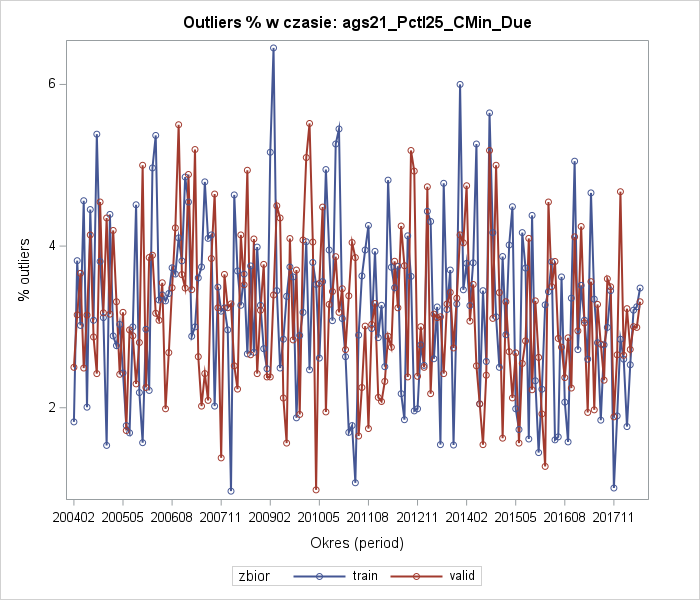 Outliers % w czasie: ags21_Pctl25_CMin_Due
% outliers
6
4
2
200402 200505 200608 200711 200902 201005 201108 201211 201402 201505 201608 201711
Okres (period)
zbior train valid